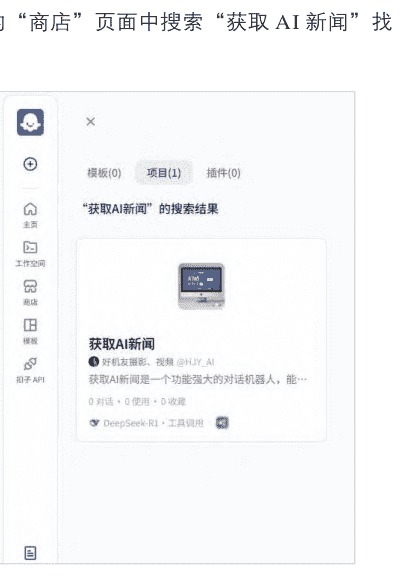 的“商店”页面中搜索“获取 AI 新闻”找
模板(0) 项目(1) 插件(0)
“获取AI新闻”的搜索结果
主页
工作空间
商店
模板
扣子 API
获取AI新闻
好机友摄影、视频 @HJY_AI
获取AI新闻是一个功能强大的对话机器人，能…
0 对话 • 0 使用 • 0 收藏
DeepSeek-R1 • 工具调用